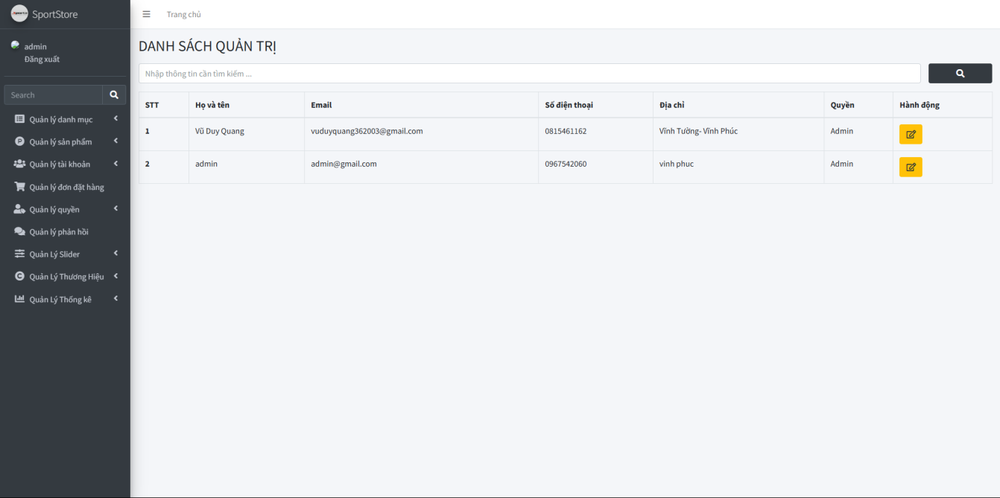 SportStore
Trang chủ
admin
Đăng xuất
Search
Quản lý danh mục
Quản lý sản phẩm
Quản lý tài khoản
Quản lý đơn đặt hàng
Quản lý quyền
Quản lý phản hồi
Quản Lý Slider
Quản Lý Thương Hiệu
Quản Lý Thống kê
DANH SÁCH QUẢN TRỊ
Nhập thông tin cần tìm kiếm ...
STT Họ và tên Email Số điện thoại Địa chỉ Quyền Hành động
1 Vũ Duy Quang vuduyquang362003@gmail.com 0815461162 Vĩnh Tường- Vĩnh Phúc Admin
2 admin admin@gmail.com 0967542060 vinh phuc Admin